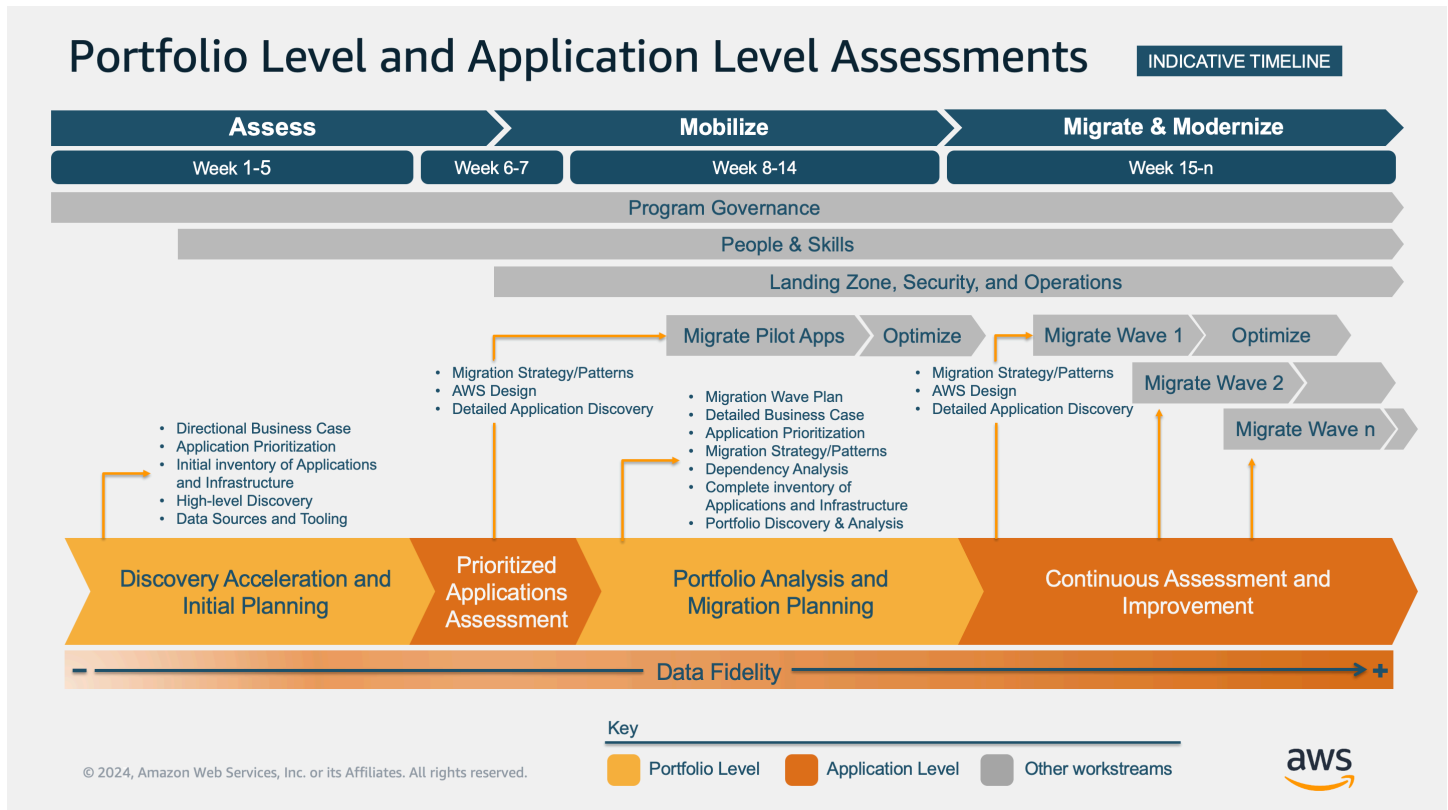 Portfolio Level and Application Level Assessments
INDICATIVE TIMELINE
Assess
Mobilize
Migrate & Modernize
Week 1-5
Week 6-7
Week 8-14
Week 15-n
Program Governance
People & Skills
Landing Zone, Security, and Operations
Migrate Pilot Apps
Optimize
Migrate Wave 1
Optimize
Migrate Wave 2
Migrate Wave n
• Directional Business Case
• Application Prioritization
• Initial inventory of Applications
and Infrastructure
• High-level Discovery
• Data Sources and Tooling
• Migration Strategy/Patterns
• AWS Design
• Detailed Application Discovery
• Migration Wave Plan
• Detailed Business Case
• Application Prioritization
• Migration Strategy/Patterns
• Dependency Analysis
• Complete inventory of
Applications and Infrastructure
• Portfolio Discovery & Analysis
• Migration Strategy/Patterns
• AWS Design
• Detailed Application Discovery
Discovery Acceleration and
Initial Planning
Prioritized
Applications
Assessment
Portfolio Analysis and
Migration Planning
Continuous Assessment and
Improvement
- Data Fidelity +
Key
Portfolio Level
Application Level
Other workstreams
© 2024, Amazon Web Services, Inc. or its Affiliates. All rights reserved.
aws